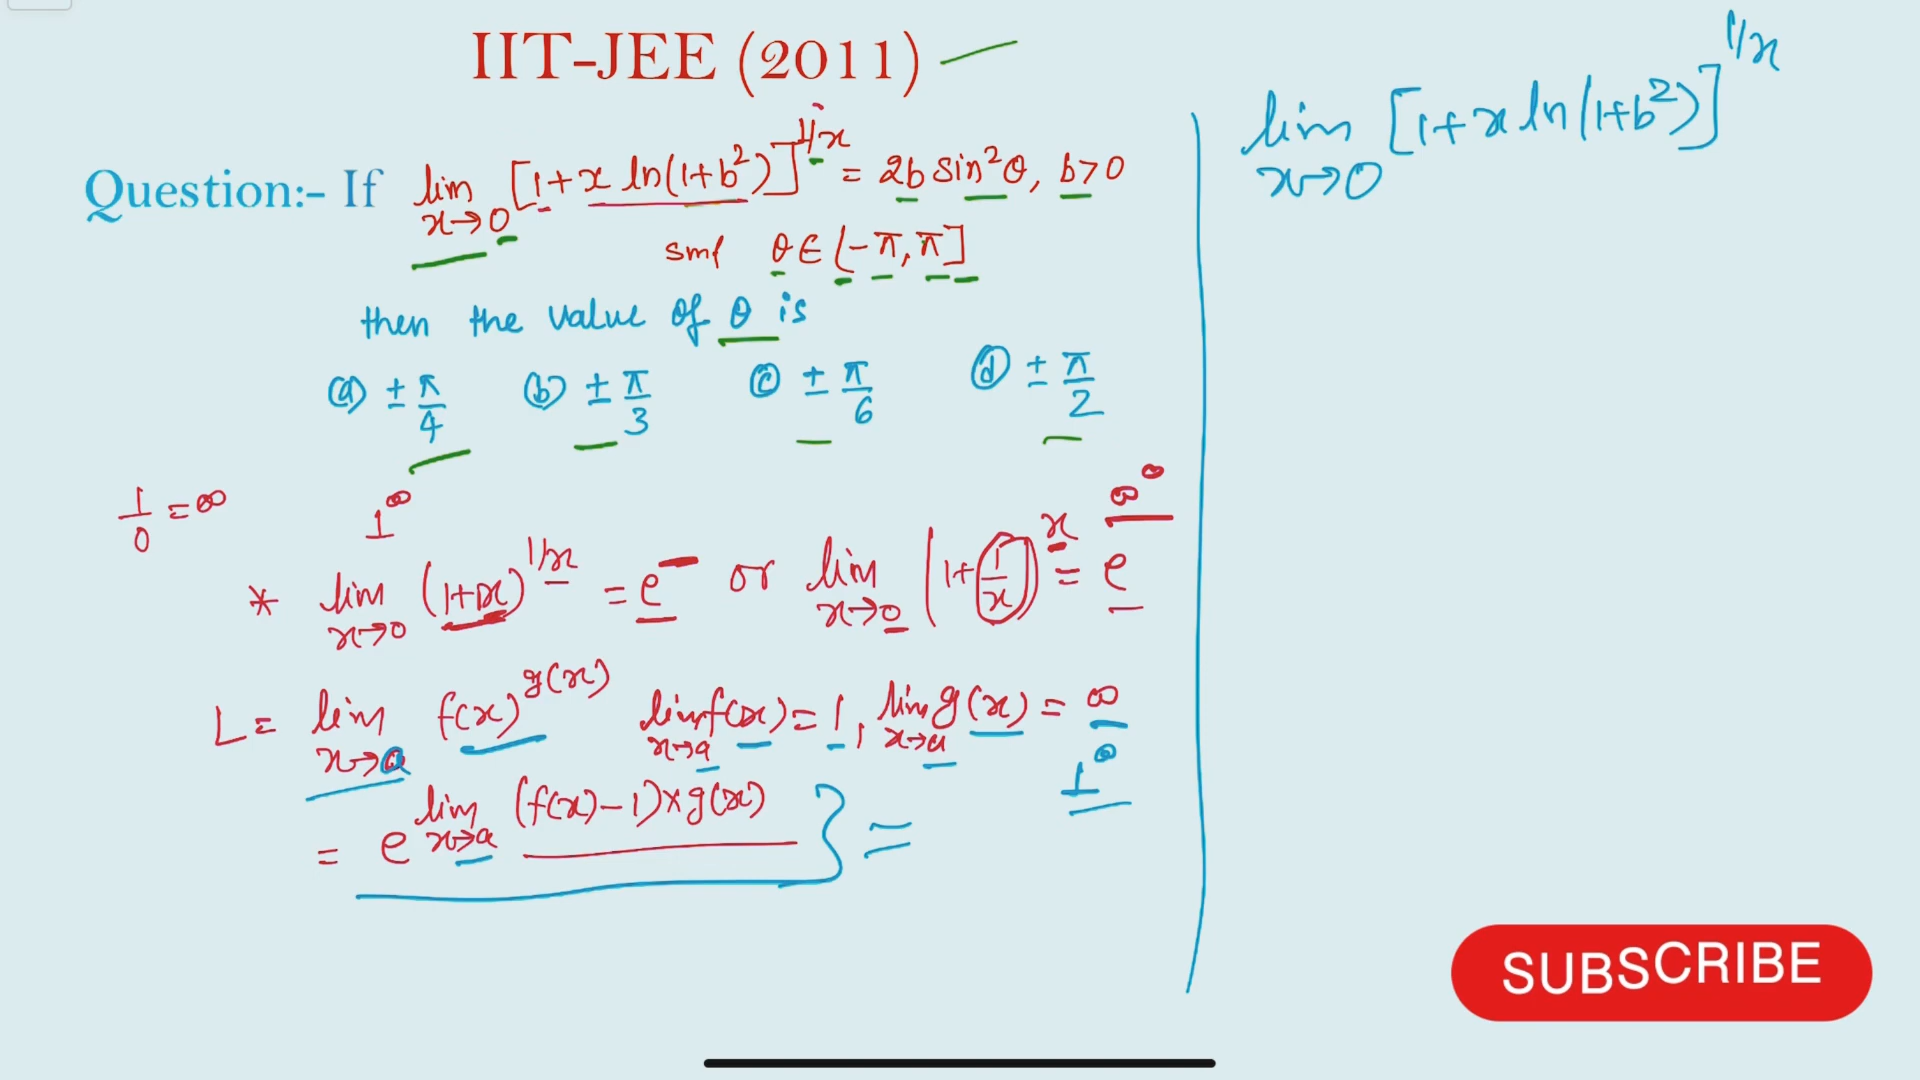 IIT-JEE (2011)
Question:- If lim x→0 [1+x ln(1+b²)]^1/x = 2b sin²θ, b>0
θ∈(-π,π]
then the value of θ is
(a) ± π/4 (b) ± π/3 (c) ± π/6 (d) ± π/2
1/0 = ∞ 1^∞ ∞^∞
* lim x→0 (1+x)^1/x = e or lim x→0 (1+1/x)^x = e
L = lim x→a f(x)^g(x) lim x→a f(x) = 1, lim x→a g(x) = ∞
1^∞
= e^lim x→a (f(x)-1)×g(x) } =
lim x→0 [1+x ln(1+b²)]^1/x
SUBSCRIBE